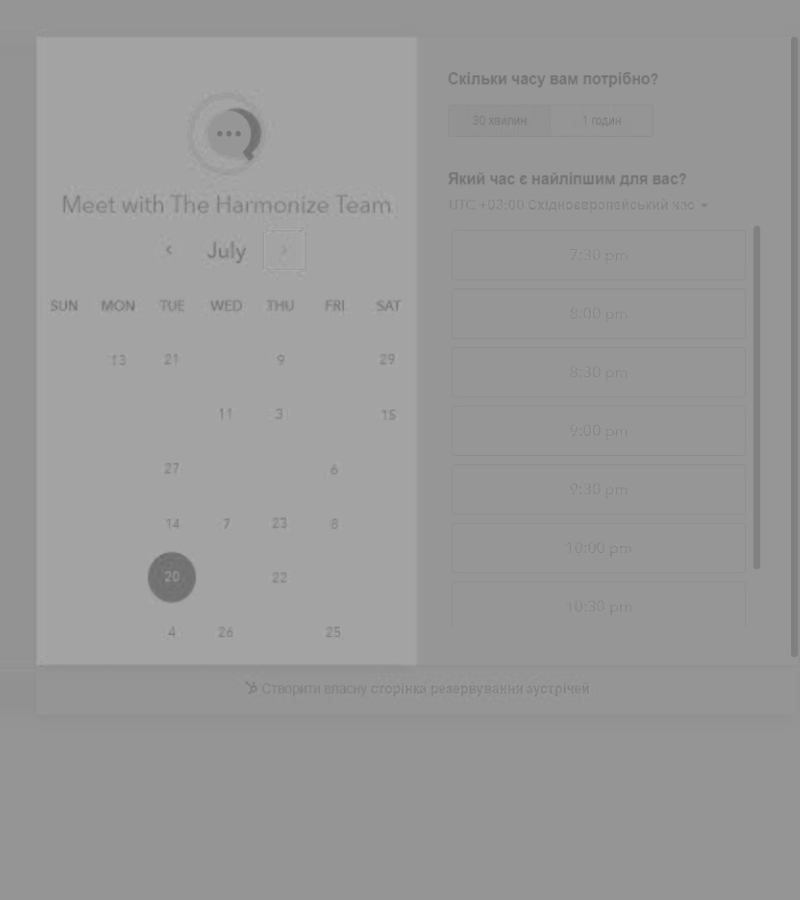 Meet with The Harmonize Team
July
SUN MON TUE WED THU FRI SAT
13 21 9 29
11 3 15
27 6
14 7 23 8
20 22
4 26 25
Скільки часу вам потрібно?
30 хвилин 1 годин
Який час є найліпшим для вас?
UTC +03:00 Східноєвропейський час
7:30 pm
8:00 pm
8:30 pm
9:00 pm
9:30 pm
10:00 pm
10:30 pm
Створити власну сторінка резервування зустрічей